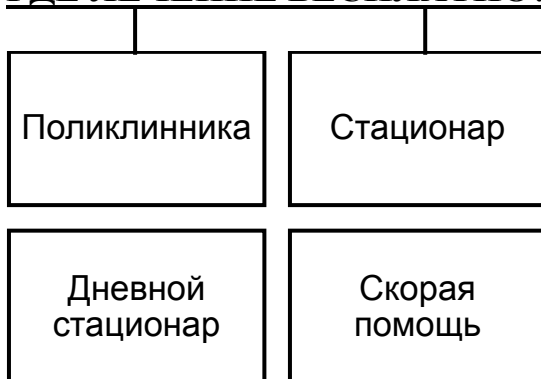 Поликлинника
Стационар
Дневной
стационар
Скорая
помощь